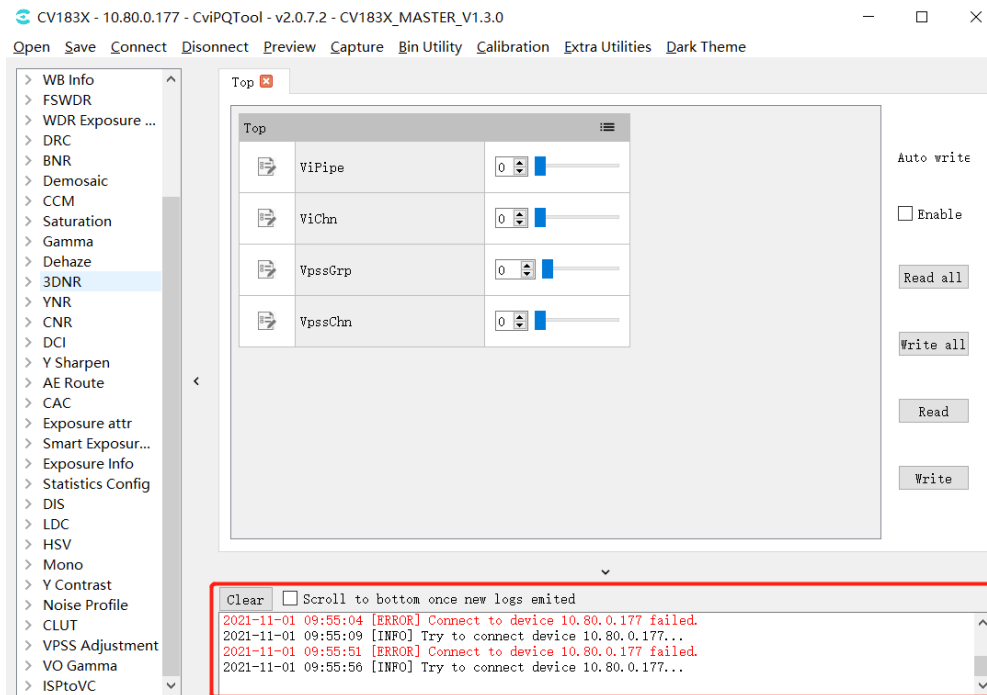 CV183X - 10.80.0.177 - CviPQTool - v2.0.7.2 - CV183X_MASTER_V1.3.0
Open Save Connect Disonnect Preview Capture Bin Utility Calibration Extra Utilities Dark Theme
WB Info
FSWDR
WDR Exposure ...
DRC
BNR
Demosaic
CCM
Saturation
Gamma
Dehaze
3DNR
YNR
CNR
DCI
Y Sharpen
AE Route
CAC
Exposure attr
Smart Exposur...
Exposure Info
Statistics Config
DIS
LDC
HSV
Mono
Y Contrast
Noise Profile
CLUT
VPSS Adjustment
VO Gamma
ISPtoVC
Top
Top
ViPipe 0
ViChn 0
VpssGrp 0
VpssChn 0
Auto write
Enable
Read all
Write all
Read
Write
Clear Scroll to bottom once new logs emited
2021-11-01 09:55:04 [ERROR] Connect to device 10.80.0.177 failed.
2021-11-01 09:55:09 [INFO] Try to connect device 10.80.0.177...
2021-11-01 09:55:51 [ERROR] Connect to device 10.80.0.177 failed.
2021-11-01 09:55:56 [INFO] Try to connect device 10.80.0.177...